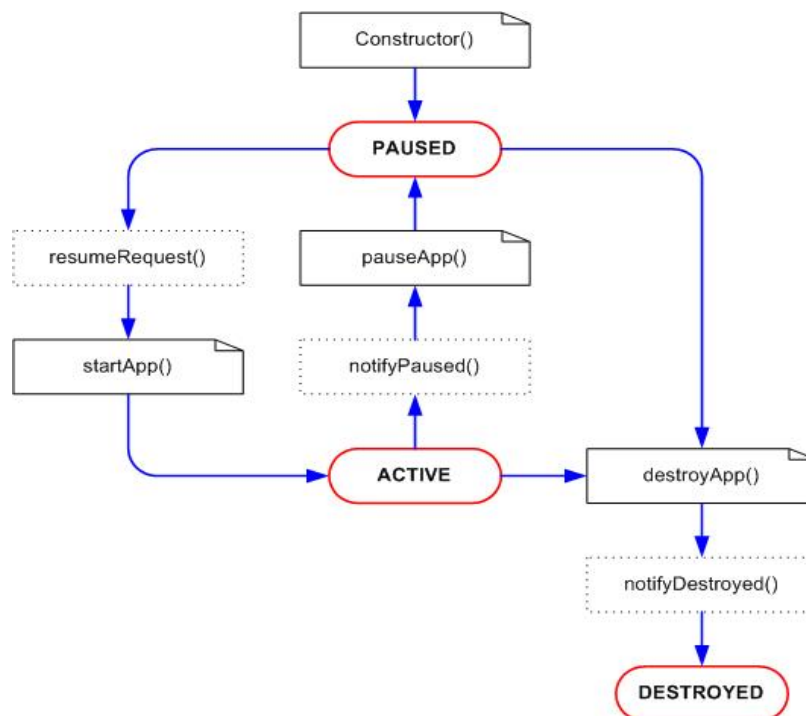 Constructor()
PAUSED
resumeRequest()
pauseApp()
startApp()
notifyPaused()
ACTIVE
destroyApp()
notifyDestroyed()
DESTROYED